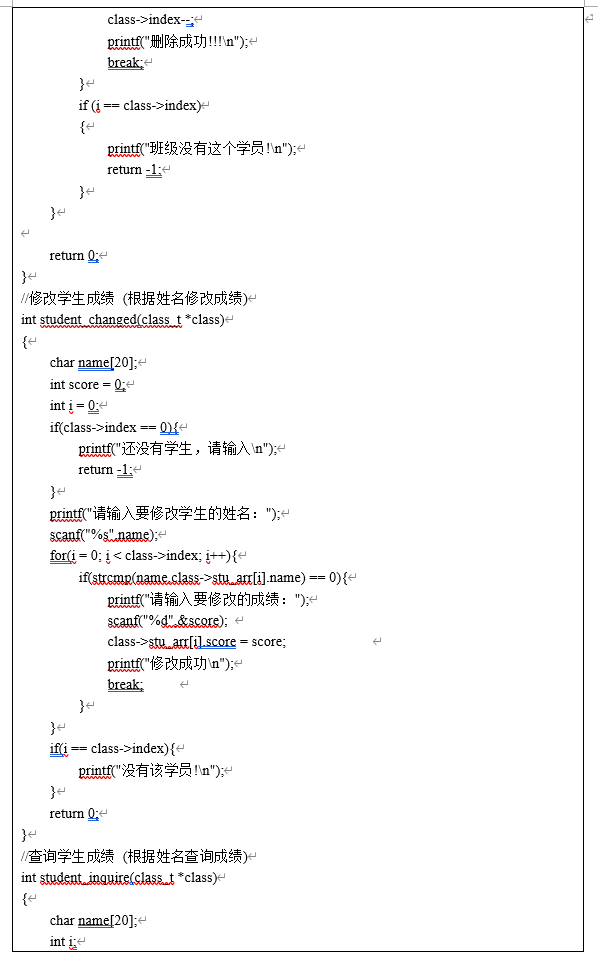 class->index--;
printf("删除成功!!!\n");
break;
}
if (i == class->index)
{
printf("班级没有这个学员!\n");
return -1;
}
}
return 0;
}
//修改学生成绩 (根据姓名修改成绩)
int student_changed(class_t *class)
{
char name[20];
int score = 0;
int i = 0;
if(class->index == 0){
printf("还没有学生，请输入\n");
return -1;
}
printf("请输入要修改学生的姓名：");
scanf("%s",name);
for(i = 0; i < class->index; i++){
if(strcmp(name,class->stu_arr[i].name) == 0){
printf("请输入要修改的成绩：");
scanf("%d",&score);
class->stu_arr[i].score = score;
printf("修改成功\n");
break;
}
}
if(i == class->index){
printf("没有该学员!\n");
}
return 0;
}
//查询学生成绩 (根据姓名查询成绩)
int student_inquire(class_t *class)
{
char name[20];
int i;